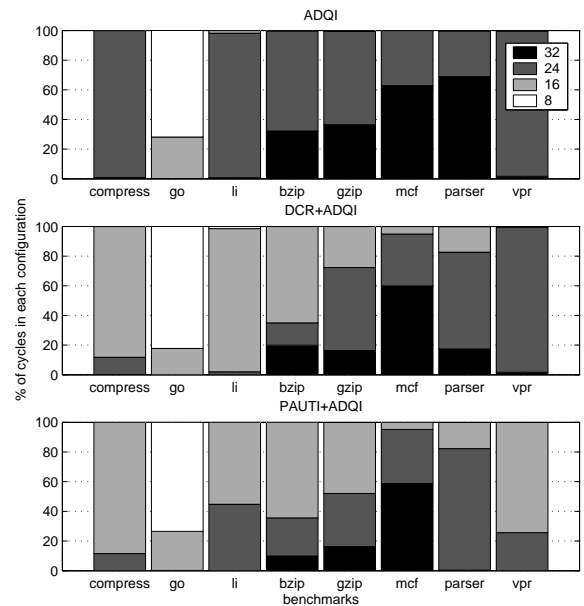 ADQI
100
80
60
40
20
0
32
24
16
8
compress go li bzip gzip mcf parser vpr
DCR+ADQI
100
80
60
40
20
0
% of cycles in each configuration
compress go li bzip gzip mcf parser vpr
PAUTI+ADQI
100
80
60
40
20
0
compress go li bzip gzip mcf parser vpr
benchmarks